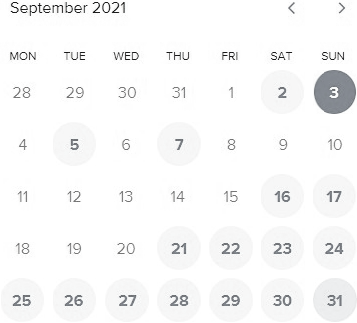 September 2021
MON TUE WED THU FRI SAT SUN
28 29 30 31 1 2 3
4 5 6 7 8 9 10
11 12 13 14 15 16 17
18 19 20 21 22 23 24
25 26 27 28 29 30 31